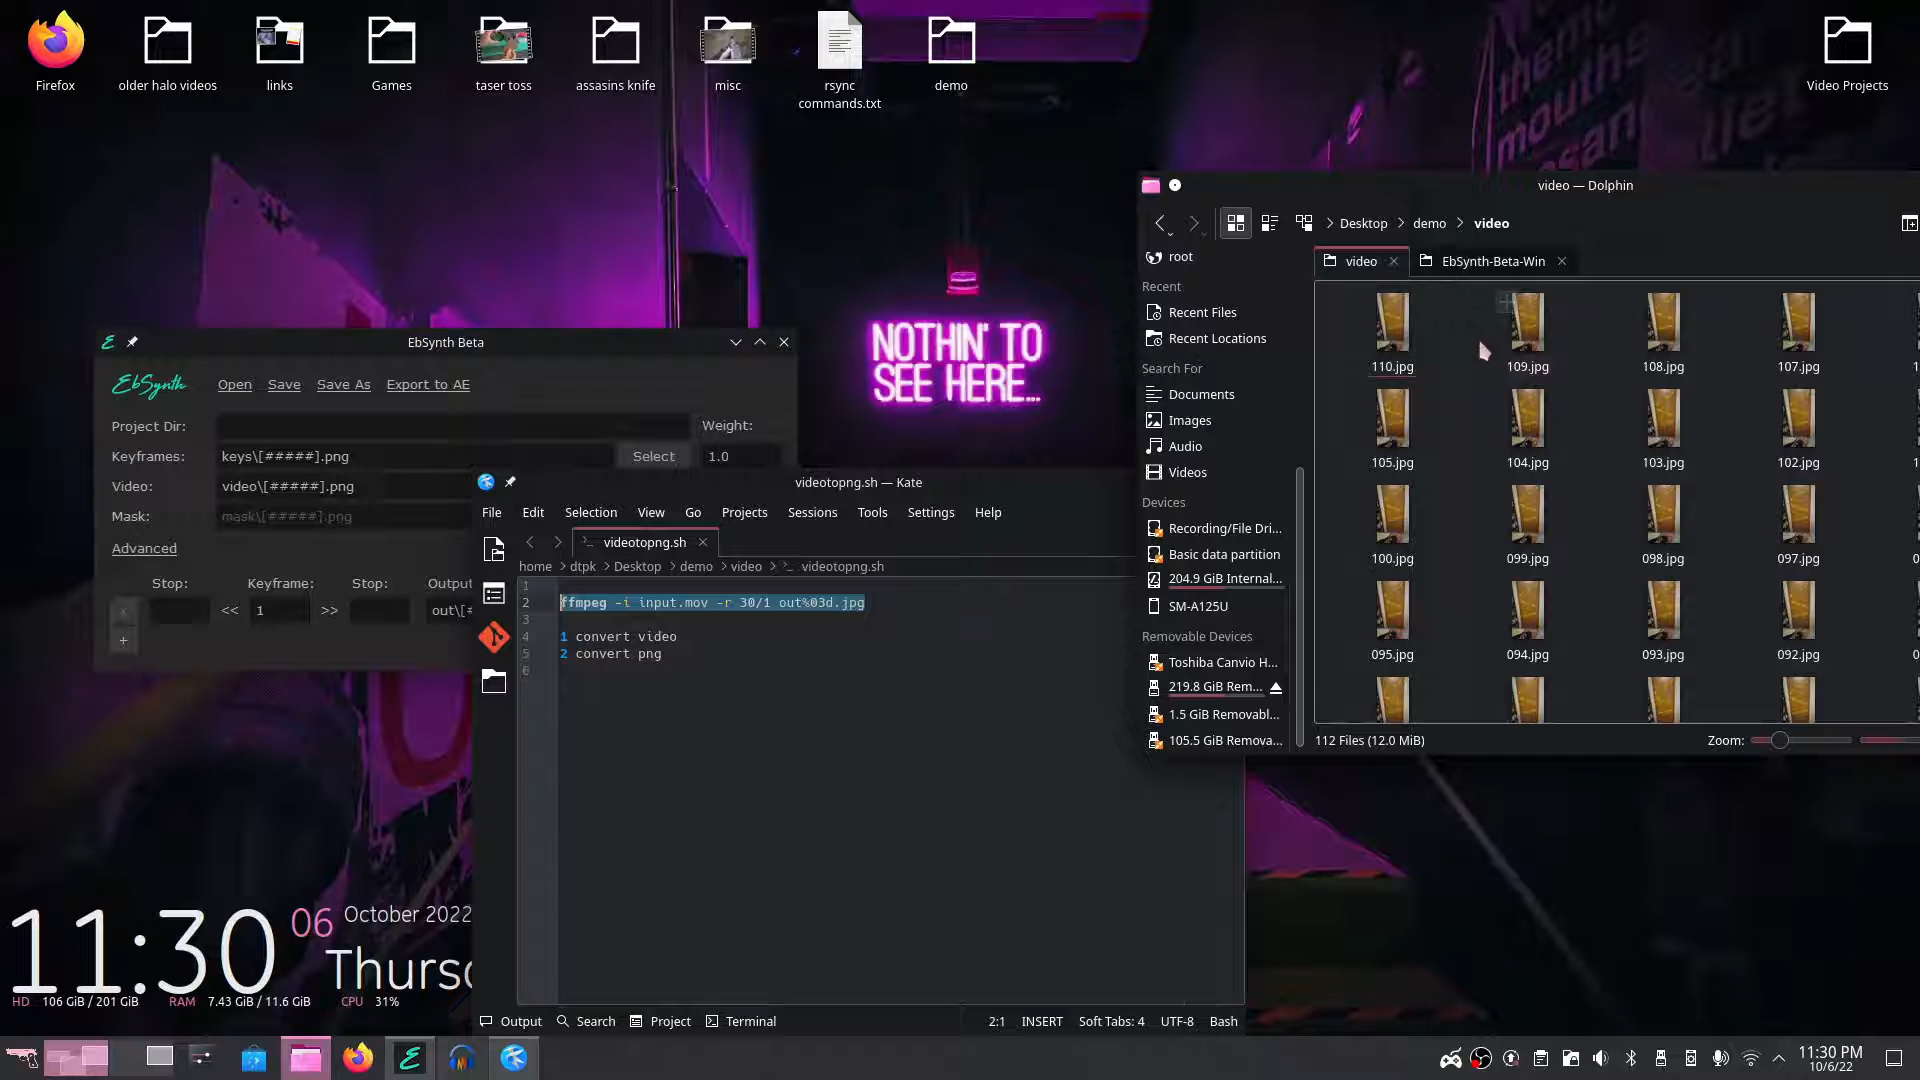 Firefox
older halo videos
links
Games
taser toss
assasins knife
misc
rsync
commands.txt
demo
Video Projects
them
mouthing
NOTHIN' TO
SEE HERE...
EbSynth Beta
EbSynth
Open Save Save As Export to AE
Project Dir:
Weight:
Keyframes: keys\[#####].png Select 1.0
Video: video\[#####].png
Mask: mask\[#####].png
Advanced
Stop: Keyframe: Stop: Output
x << 1 >> out\[#
+
videotopng.sh — Kate
File Edit Selection View Go Projects Sessions Tools Settings Help
videotopng.sh
home dtpk Desktop demo video videotopng.sh
1
2 ffmpeg -i input.mov -r 30/1 out%03d.jpg
3
4 1 convert video
5 2 convert png
6
Output Search Project Terminal 2:1 INSERT Soft Tabs: 4 UTF-8 Bash
video — Dolphin
Desktop demo video
video EbSynth-Beta-Win
root
Recent
Recent Files
Recent Locations
Search For
Documents
Images
Audio
Videos
Devices
Recording/File Dri...
Basic data partition
204.9 GiB Internal...
SM-A125U
Removable Devices
Toshiba Canvio H...
219.8 GiB Rem...
1.5 GiB Removabl...
105.5 GiB Remova...
110.jpg 109.jpg 108.jpg 107.jpg 1
105.jpg 104.jpg 103.jpg 102.jpg 1
100.jpg 099.jpg 098.jpg 097.jpg 0
095.jpg 094.jpg 093.jpg 092.jpg 0
112 Files (12.0 MiB) Zoom:
11:30 06 October 2022
Thurs
HD 106 GiB / 201 GiB RAM 7.43 GiB / 11.6 GiB CPU 31%
11:30 PM
10/6/22